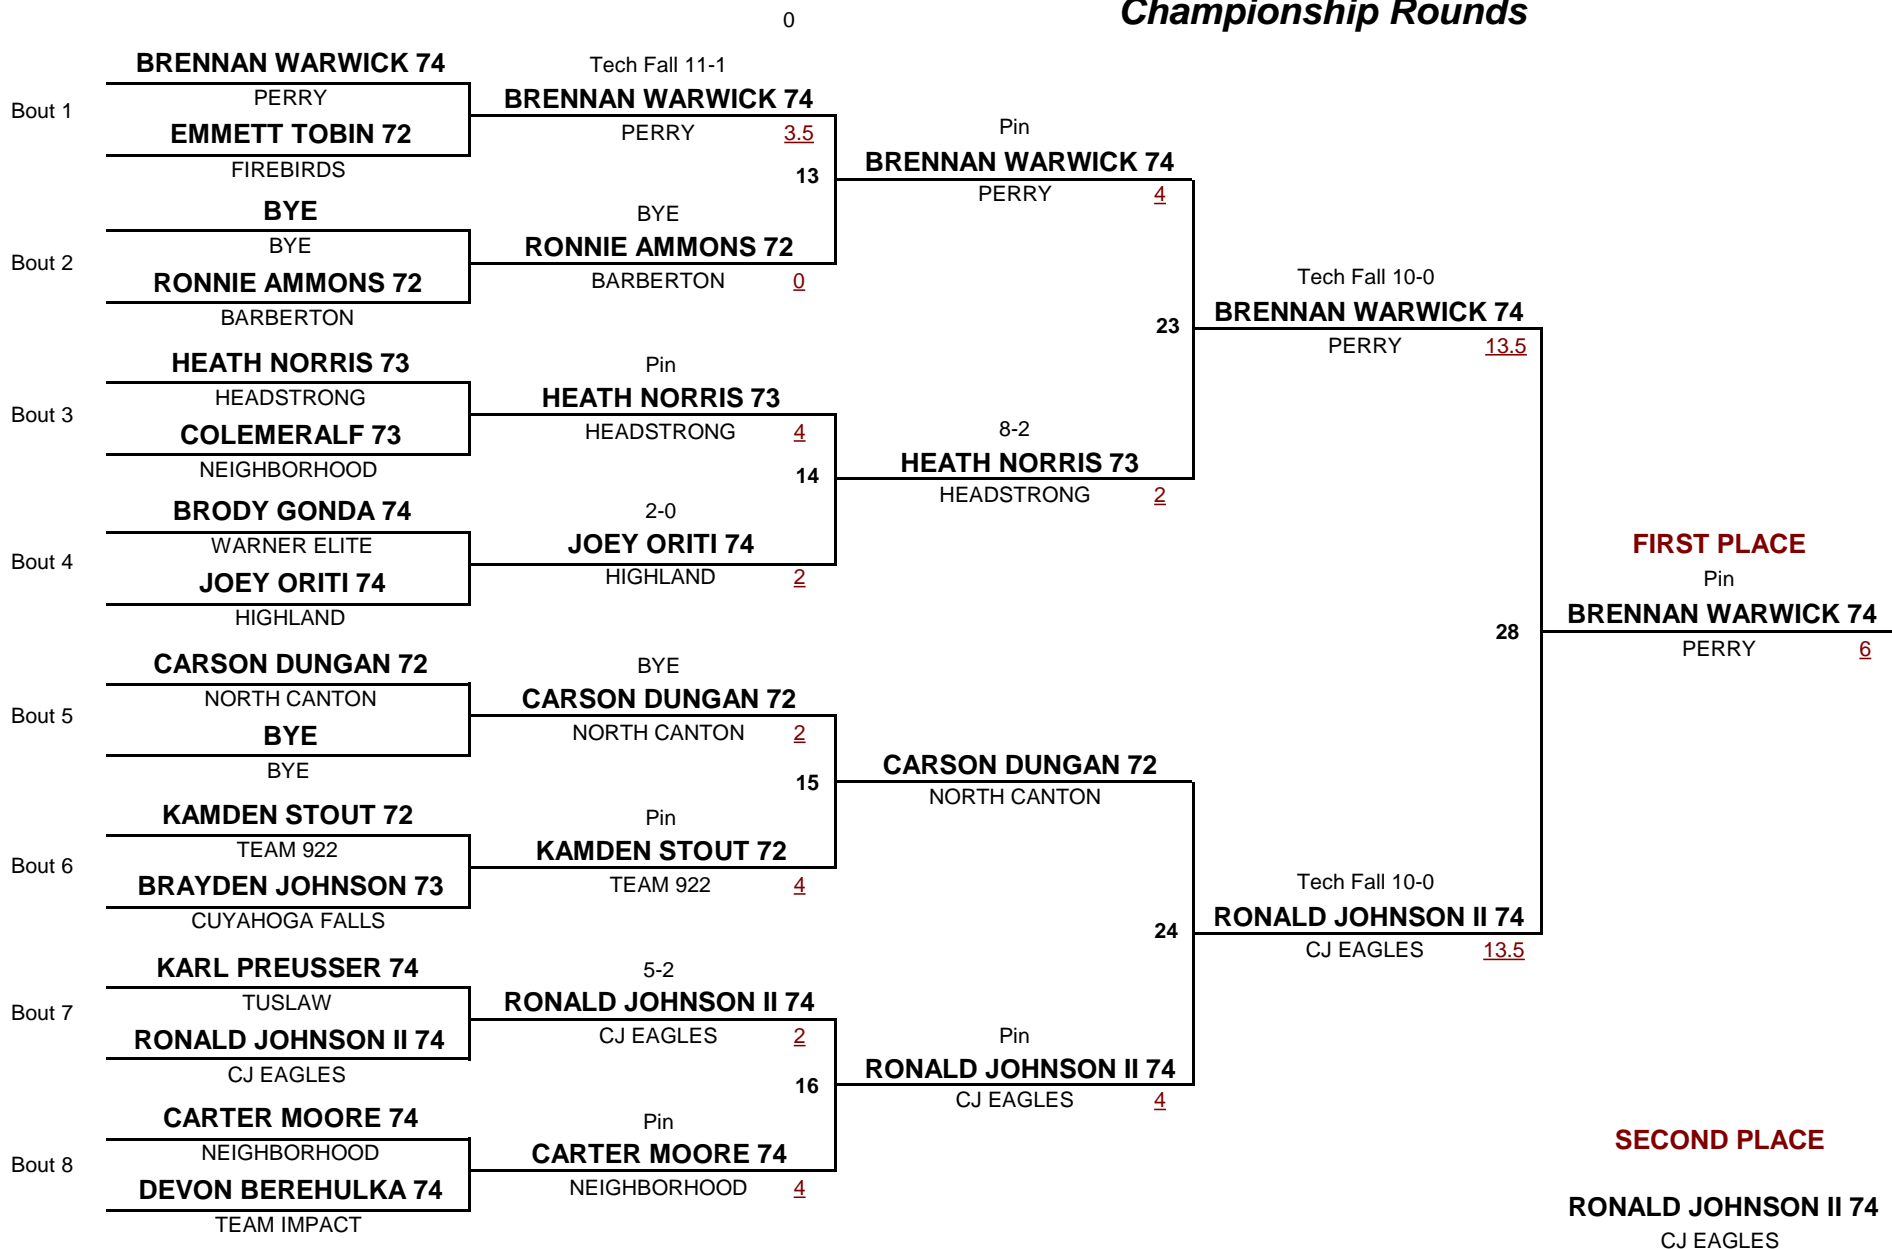 Championship Rounds
0
BRENNAN WARWICK 74
PERRY
Bout 1
EMMETT TOBIN 72
FIREBIRDS
BYE
BYE
Bout 2
RONNIE AMMONS 72
BARBERTON
HEATH NORRIS 73
HEADSTRONG
Bout 3
COLEMERALF 73
NEIGHBORHOOD
BRODY GONDA 74
WARNER ELITE
Bout 4
JOEY ORITI 74
HIGHLAND
CARSON DUNGAN 72
NORTH CANTON
Bout 5
BYE
BYE
KAMDEN STOUT 72
TEAM 922
Bout 6
BRAYDEN JOHNSON 73
CUYAHOGA FALLS
KARL PREUSSER 74
TUSLAW
Bout 7
RONALD JOHNSON II 74
CJ EAGLES
CARTER MOORE 74
NEIGHBORHOOD
Bout 8
DEVON BEREHULKA 74
TEAM IMPACT
Tech Fall 11-1
BRENNAN WARWICK 74
PERRY 3.5
13
BYE
RONNIE AMMONS 72
BARBERTON 0
Pin
HEATH NORRIS 73
HEADSTRONG 4
14
2-0
JOEY ORITI 74
HIGHLAND 2
BYE
CARSON DUNGAN 72
NORTH CANTON 2
15
Pin
KAMDEN STOUT 72
TEAM 922 4
5-2
RONALD JOHNSON II 74
CJ EAGLES 2
16
Pin
CARTER MOORE 74
NEIGHBORHOOD 4
Pin
BRENNAN WARWICK 74
PERRY 4
23
8-2
HEATH NORRIS 73
HEADSTRONG 2
CARSON DUNGAN 72
NORTH CANTON
24
Pin
RONALD JOHNSON II 74
CJ EAGLES 4
Tech Fall 10-0
BRENNAN WARWICK 74
PERRY 13.5
28
Tech Fall 10-0
RONALD JOHNSON II 74
CJ EAGLES 13.5
FIRST PLACE
Pin
BRENNAN WARWICK 74
PERRY 6
SECOND PLACE
RONALD JOHNSON II 74
CJ EAGLES